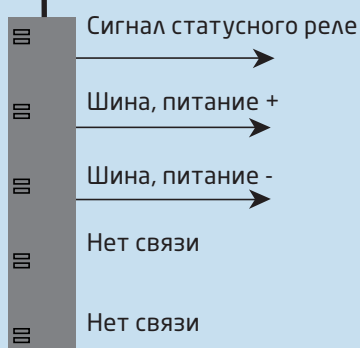 Сигнал статусного реле
Шина, питание +
Шина, питание -
Нет связи
Нет связи